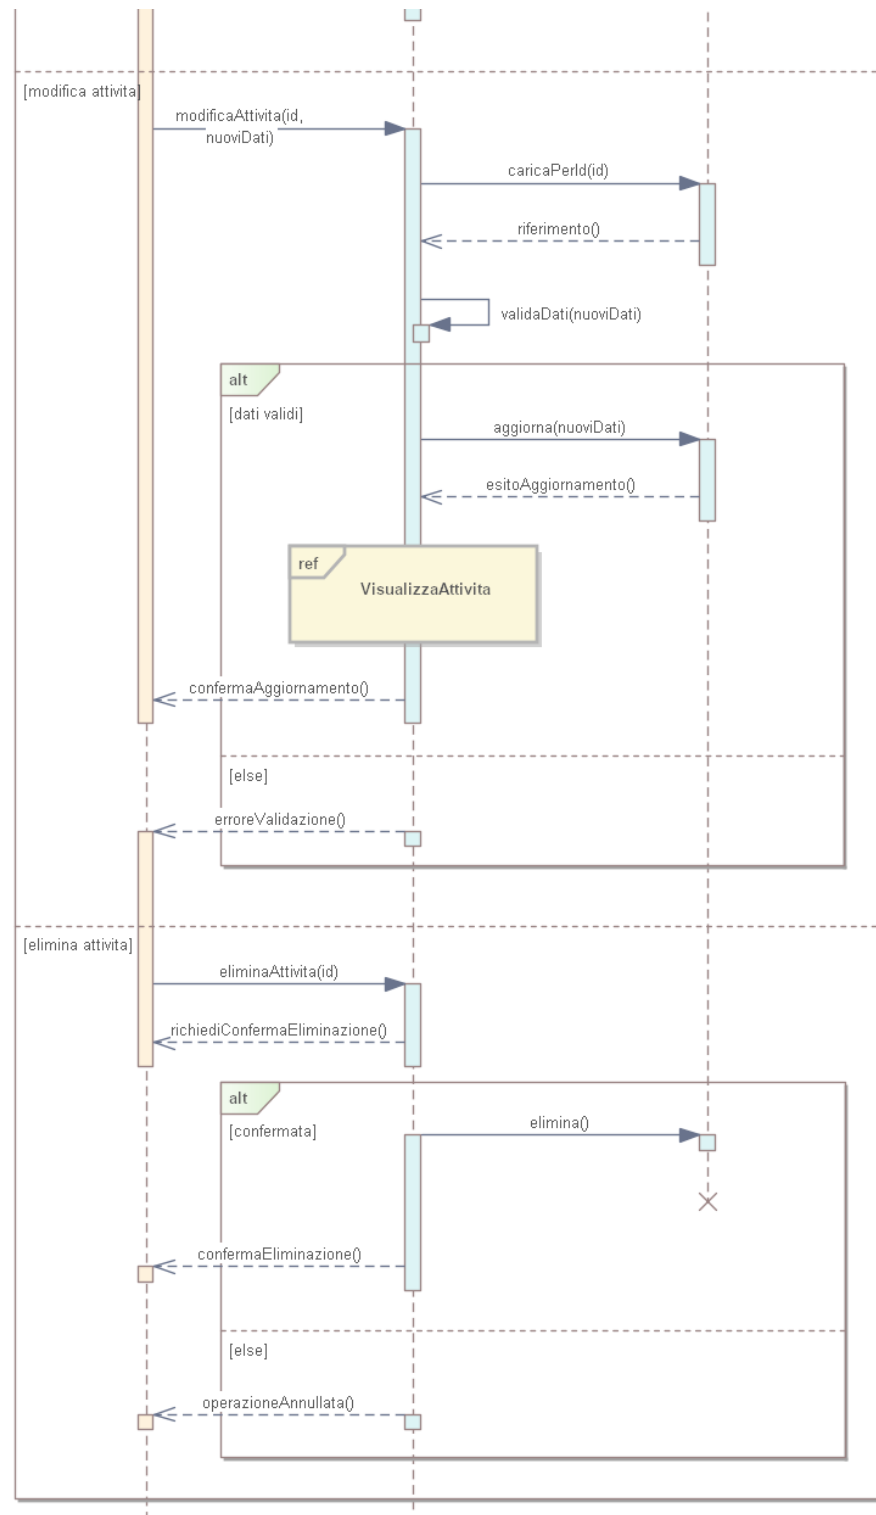 [modifica attivita]
modificaAttivita(id,
nuoviDati)
caricaPerId(id)
riferimento()
validaDati(nuoviDati)
alt
[dati validi]
aggiorna(nuoviDati)
esitoAggiornamento()
ref
VisualizzaAttivita
confermaAggiornamento()
[else]
erroreValidazione()
[elimina attivita]
eliminaAttivita(id)
richiediConfermaEliminazione()
alt
[confermata]
elimina()
confermaEliminazione()
[else]
operazioneAnnullata()